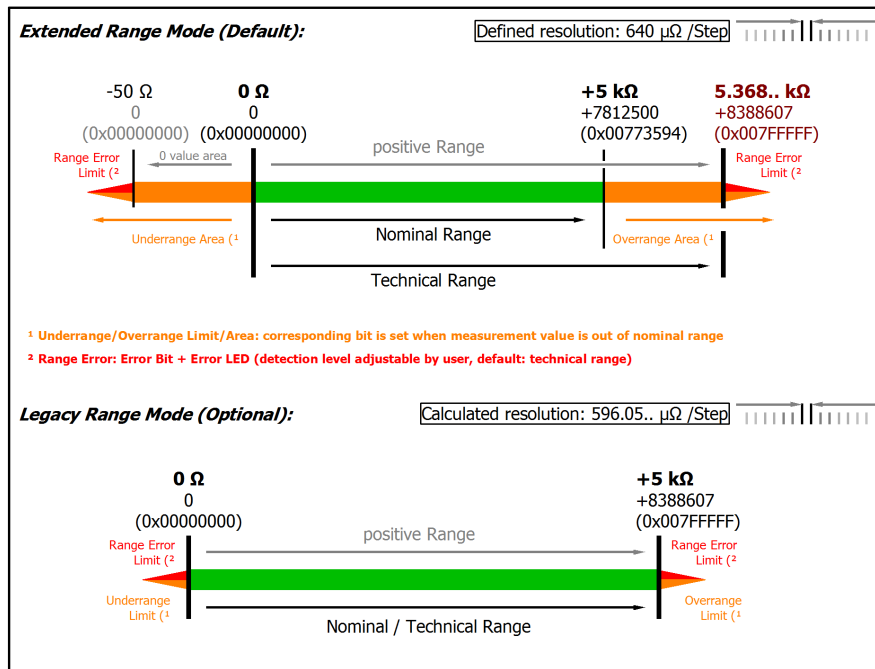 Extended Range Mode (Default):
Defined resolution: 640 µΩ /Step
-50 Ω
0
(0x00000000)
0 Ω
0
(0x00000000)
+5 kΩ
+7812500
(0x00773594)
5.368.. kΩ
+8388607
(0x007FFFFF)
Range Error
Limit (²
0 value area
positive Range
Range Error
Limit (²
Underrange Area (¹
Nominal Range
Overrange Area (¹
Technical Range
¹ Underrange/Overrange Limit/Area: corresponding bit is set when measurement value is out of nominal range
² Range Error: Error Bit + Error LED (detection level adjustable by user, default: technical range)
Legacy Range Mode (Optional):
Calculated resolution: 596.05.. µΩ /Step
0 Ω
0
(0x00000000)
+5 kΩ
+8388607
(0x007FFFFF)
Range Error
Limit (²
positive Range
Range Error
Limit (²
Underrange
Limit (¹
Nominal / Technical Range
Overrange
Limit (¹